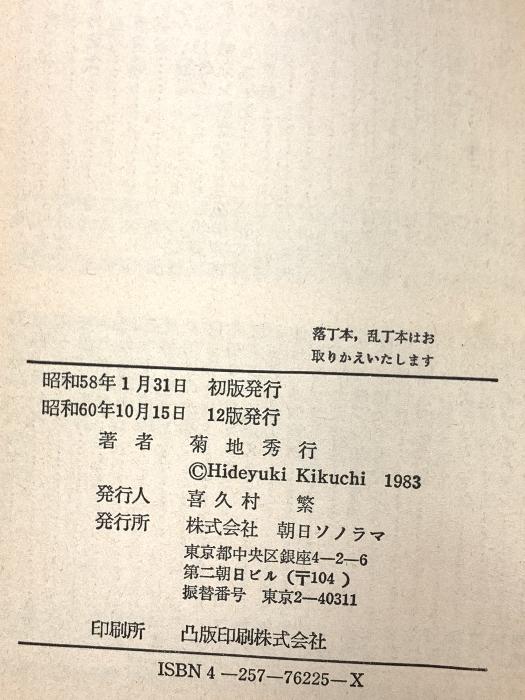 落丁本，乱丁本はお
取りかえいたします
昭和58年1月31日　初版発行
昭和60年10月15日　12版発行
著者　菊地秀行
©Hideyuki Kikuchi 1983
発行人　喜久村　繁
発行所　株式会社　朝日ソノラマ
東京都中央区銀座4—2—6
第二朝日ビル（〒104）
振替番号　東京2—40311
印刷所　凸版印刷株式会社
ISBN 4—257—76225—X